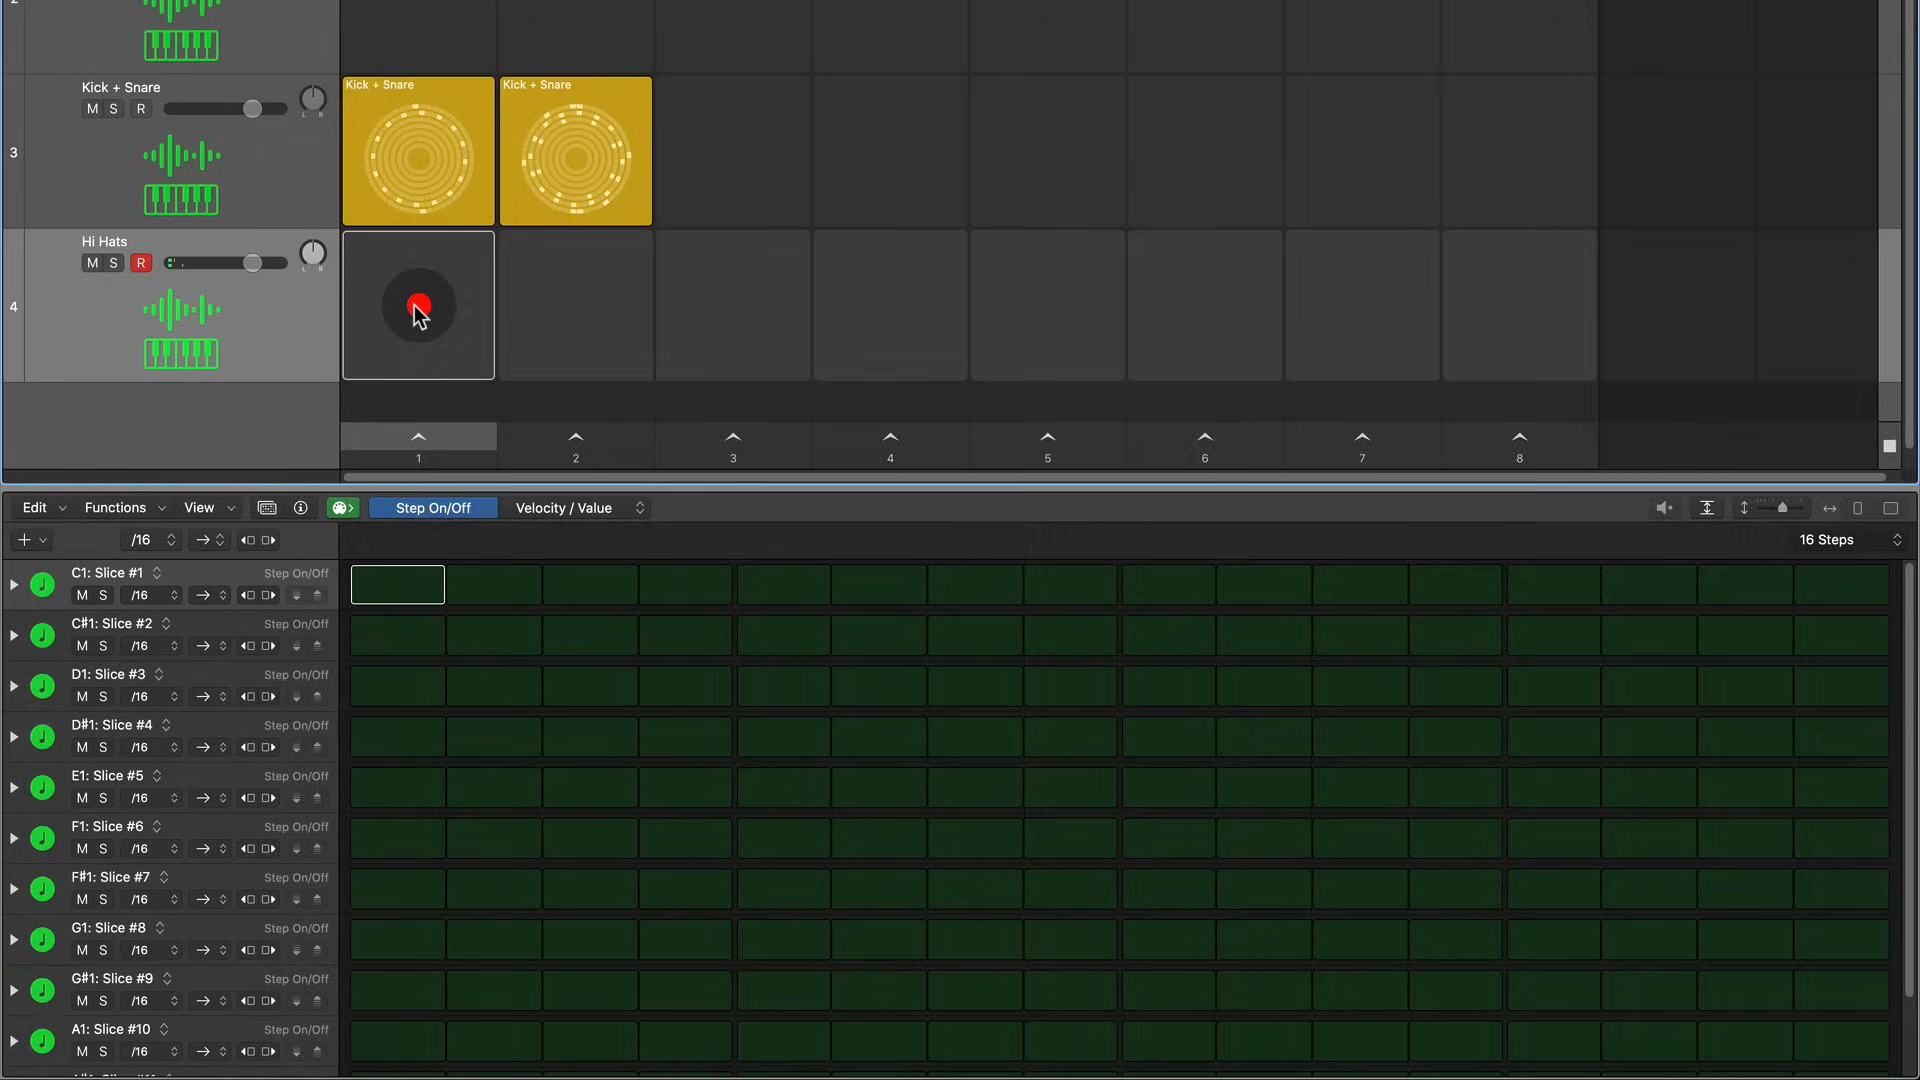 2
Kick + Snare
M S R
L R
3
Kick + Snare
Kick + Snare
Hi Hats
M S R
L R
4
1 2 3 4 5 6 7 8
Edit Functions View Step On/Off Velocity / Value
/16 16 Steps
C1: Slice #1 Step On/Off
M S /16
C#1: Slice #2 Step On/Off
M S /16
D1: Slice #3 Step On/Off
M S /16
D#1: Slice #4 Step On/Off
M S /16
E1: Slice #5 Step On/Off
M S /16
F1: Slice #6 Step On/Off
M S /16
F#1: Slice #7 Step On/Off
M S /16
G1: Slice #8 Step On/Off
M S /16
G#1: Slice #9 Step On/Off
M S /16
A1: Slice #10 Step On/Off
M S /16